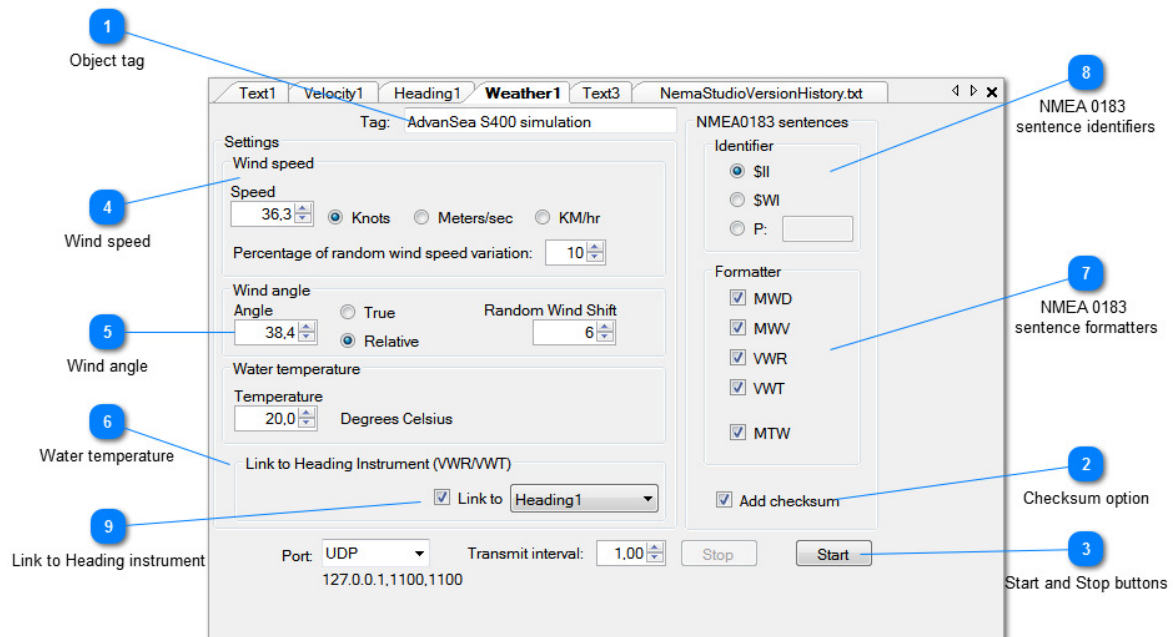 1
Object tag
8
NMEA 0183
sentence identifiers
Text1 Velocity1 Heading1 Weather1 Text3 NemaStudioVersionHistory.txt
Tag: AdvanSea S400 simulation
NMEA0183 sentences
Settings
Identifier
Wind speed
$II
Speed
$WI
4
Wind speed
36,3 Knots Meters/sec KM/hr
P:
Percentage of random wind speed variation: 10
Formatter
7
NMEA 0183
sentence formatters
Wind angle
MWD
Angle True Random Wind Shift
MWV
5
Wind angle
38,4 Relative 6
VWR
Water temperature
VWT
Temperature
20,0 Degrees Celsius
MTW
6
Water temperature
Link to Heading Instrument (VWR/VWT)
2
Checksum option
Link to Heading1
Add checksum
9
Link to Heading instrument
Port: UDP Transmit interval: 1,00 Stop Start
3
Start and Stop buttons
127.0.0.1,1100,1100